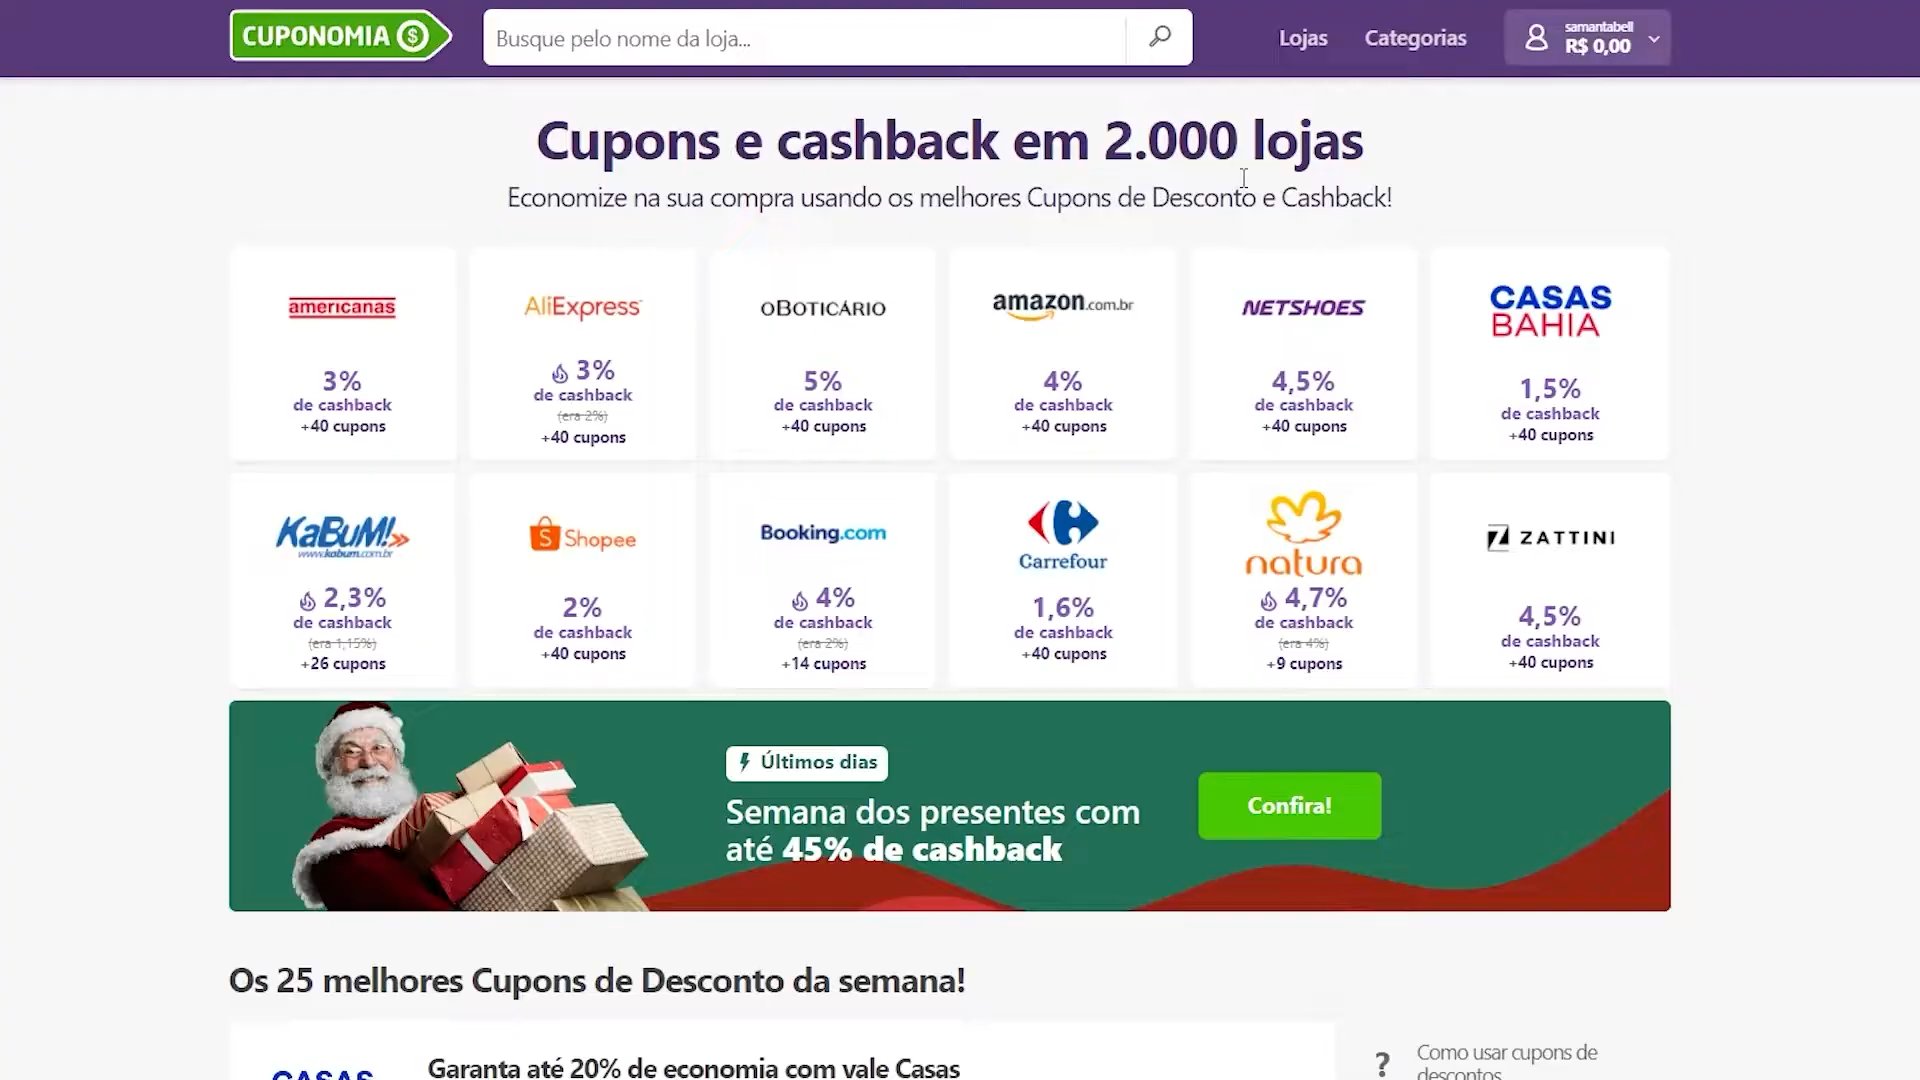 CUPONOMIA $
Busque pelo nome da loja...
Lojas
Categorias
samantabell
R$ 0,00
Cupons e cashback em 2.000 lojas
Economize na sua compra usando os melhores Cupons de Desconto e Cashback!
americanas
3%
de cashback
+40 cupons
AliExpress
3%
de cashback
(era 2%)
+40 cupons
oBOTICÁRIO
5%
de cashback
+40 cupons
amazon.com.br
4%
de cashback
+40 cupons
NETSHOES
4,5%
de cashback
+40 cupons
CASAS
BAHIA
1,5%
de cashback
+40 cupons
KaBuM!
www.kabum.com.br
2,3%
de cashback
(era 1,15%)
+26 cupons
S Shopee
2%
de cashback
+40 cupons
Booking.com
4%
de cashback
(era 2%)
+14 cupons
Carrefour
1,6%
de cashback
+40 cupons
natura
4,7%
de cashback
(era 4%)
+9 cupons
Z ZATTINI
4,5%
de cashback
+40 cupons
Últimos dias
Semana dos presentes com
até 45% de cashback
Confira!
Os 25 melhores Cupons de Desconto da semana!
CASAS
Garanta até 20% de economia com vale Casas
? Como usar cupons de
descontos